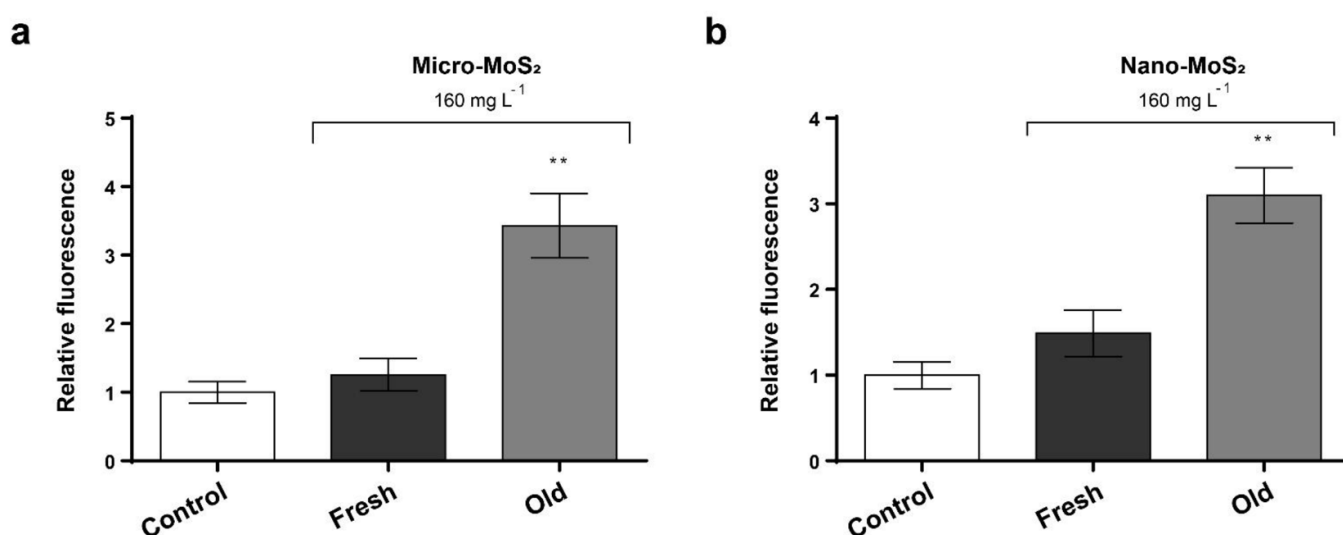 a
Micro-MoS₂
160 mg L⁻¹
Relative fluorescence
5
4
3
2
1
0
**
Control
Fresh
Old
b
Nano-MoS₂
160 mg L⁻¹
Relative fluorescence
4
3
2
1
0
**
Control
Fresh
Old